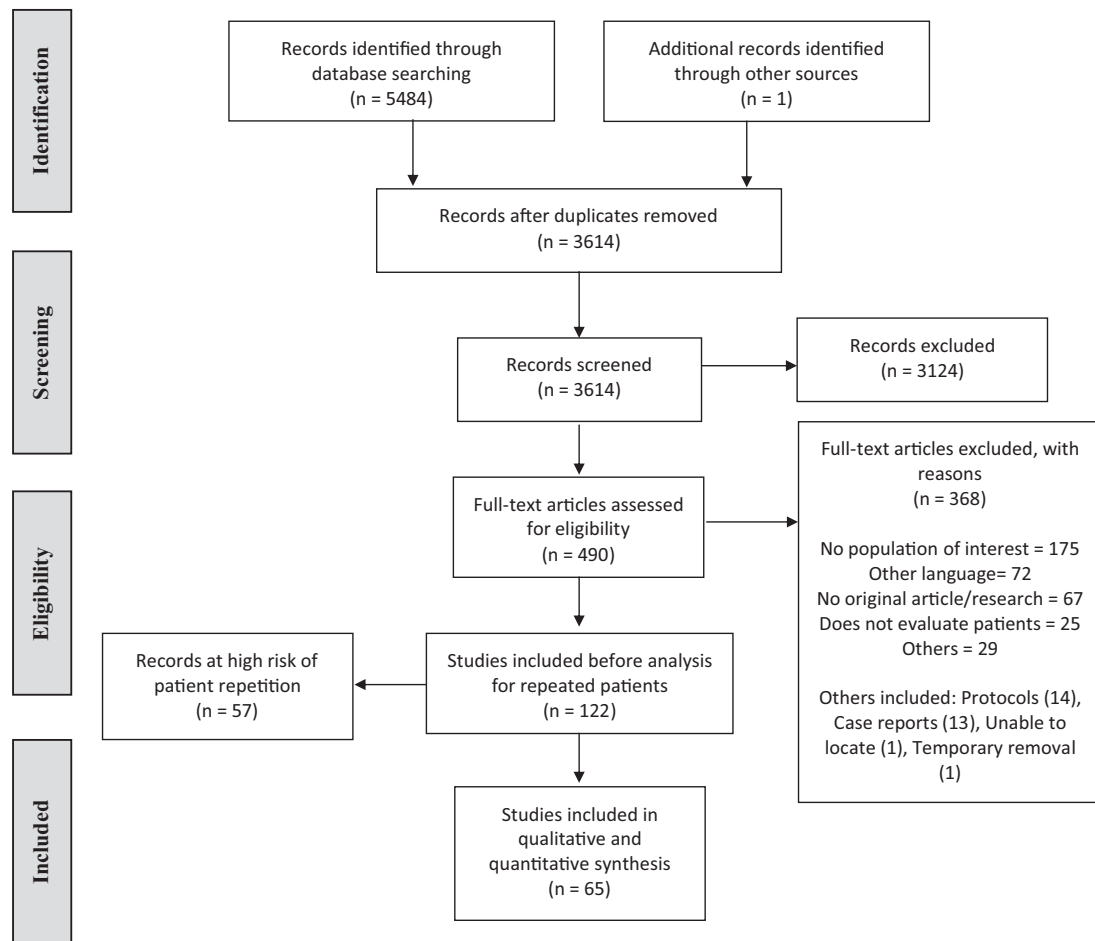 Identification
Records identified through
database searching
(n = 5484)
Additional records identified
through other sources
(n = 1)
Records after duplicates removed
(n = 3614)
Screening
Records screened
(n = 3614)
Records excluded
(n = 3124)
Eligibility
Full-text articles assessed
for eligibility
(n = 490)
Full-text articles excluded, with
reasons
(n = 368)
No population of interest = 175
Other language= 72
No original article/research = 67
Does not evaluate patients = 25
Others = 29
Others included: Protocols (14),
Case reports (13), Unable to
locate (1), Temporary removal
(1)
Records at high risk of
patient repetition
(n = 57)
Studies included before analysis
for repeated patients
(n = 122)
Included
Studies included in
qualitative and
quantitative synthesis
(n = 65)